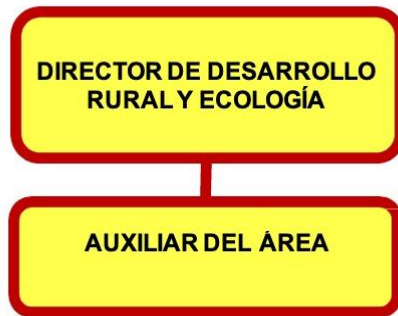 DIRECTOR DE DESARROLLO
RURAL Y ECOLOGÍA
AUXILIAR DEL ÁREA